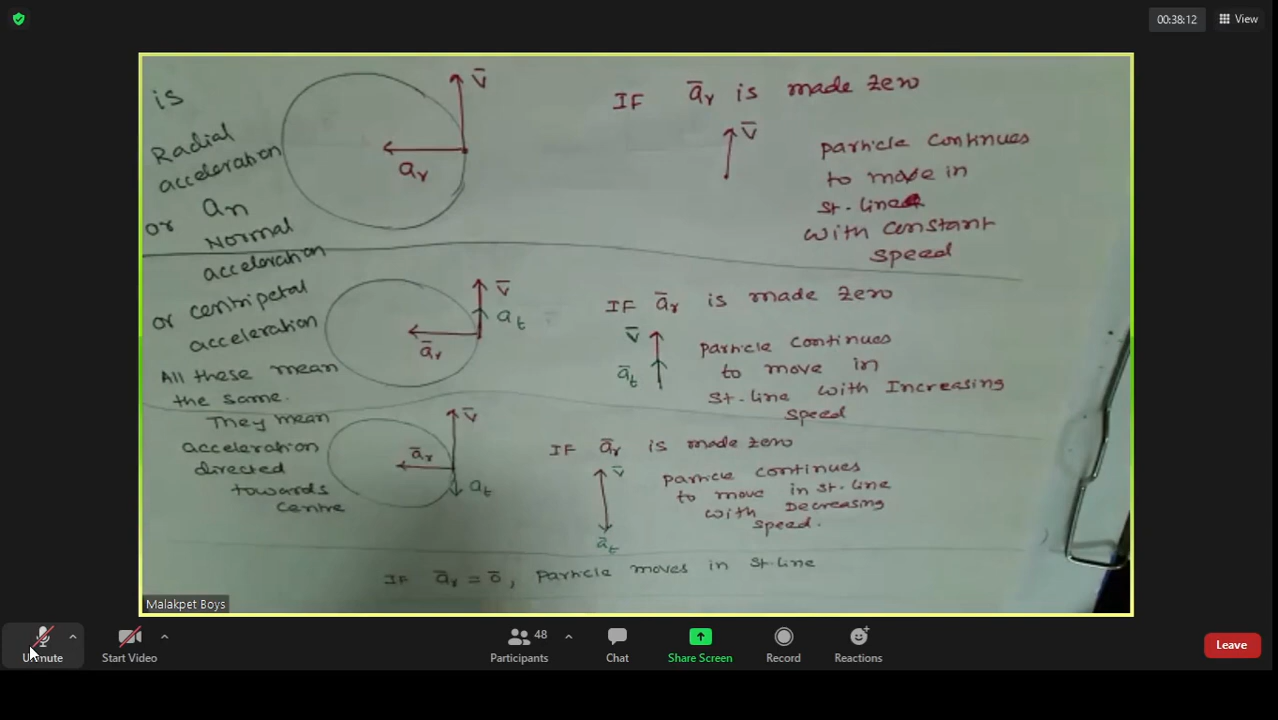 00:38:12
View
is
Radial
acceleration
or an
Normal
acceleration
or centripetal
acceleration
All these mean
the same.
They mean
acceleration
directed
towards
centre
v̄
aᵣ
IF āᵣ is made zero
v̄
particle continues
to move in
st. line
with constant
speed
v̄
aₜ
āᵣ
IF āᵣ is made zero
v̄
āₜ
particle continues
to move in
st. line with Increasing
speed
v̄
āᵣ
aₜ
IF āᵣ is made zero
v̄
āₜ
particle continues
to move in st. line
with Decreasing
speed.
IF āᵣ = ō, particle moves in st. line
Malakpet Boys
Unmute
Start Video
Participants
48
Chat
Share Screen
Record
Reactions
Leave